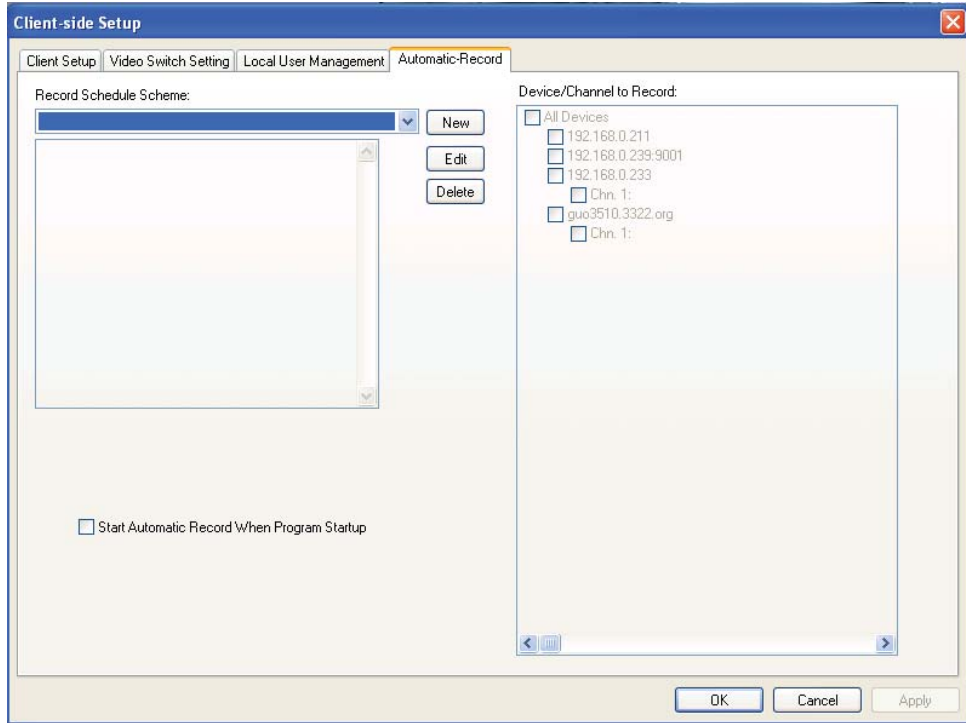 Client-side Setup
Client Setup
Video Switch Setting
Local User Management
Automatic-Record
Record Schedule Scheme:
New
Edit
Delete
Start Automatic Record When Program Startup
Device/Channel to Record:
All Devices
192.168.0.211
192.168.0.239:9001
192.168.0.233
Chn. 1:
guo3510.3322.org
Chn. 1:
OK
Cancel
Apply